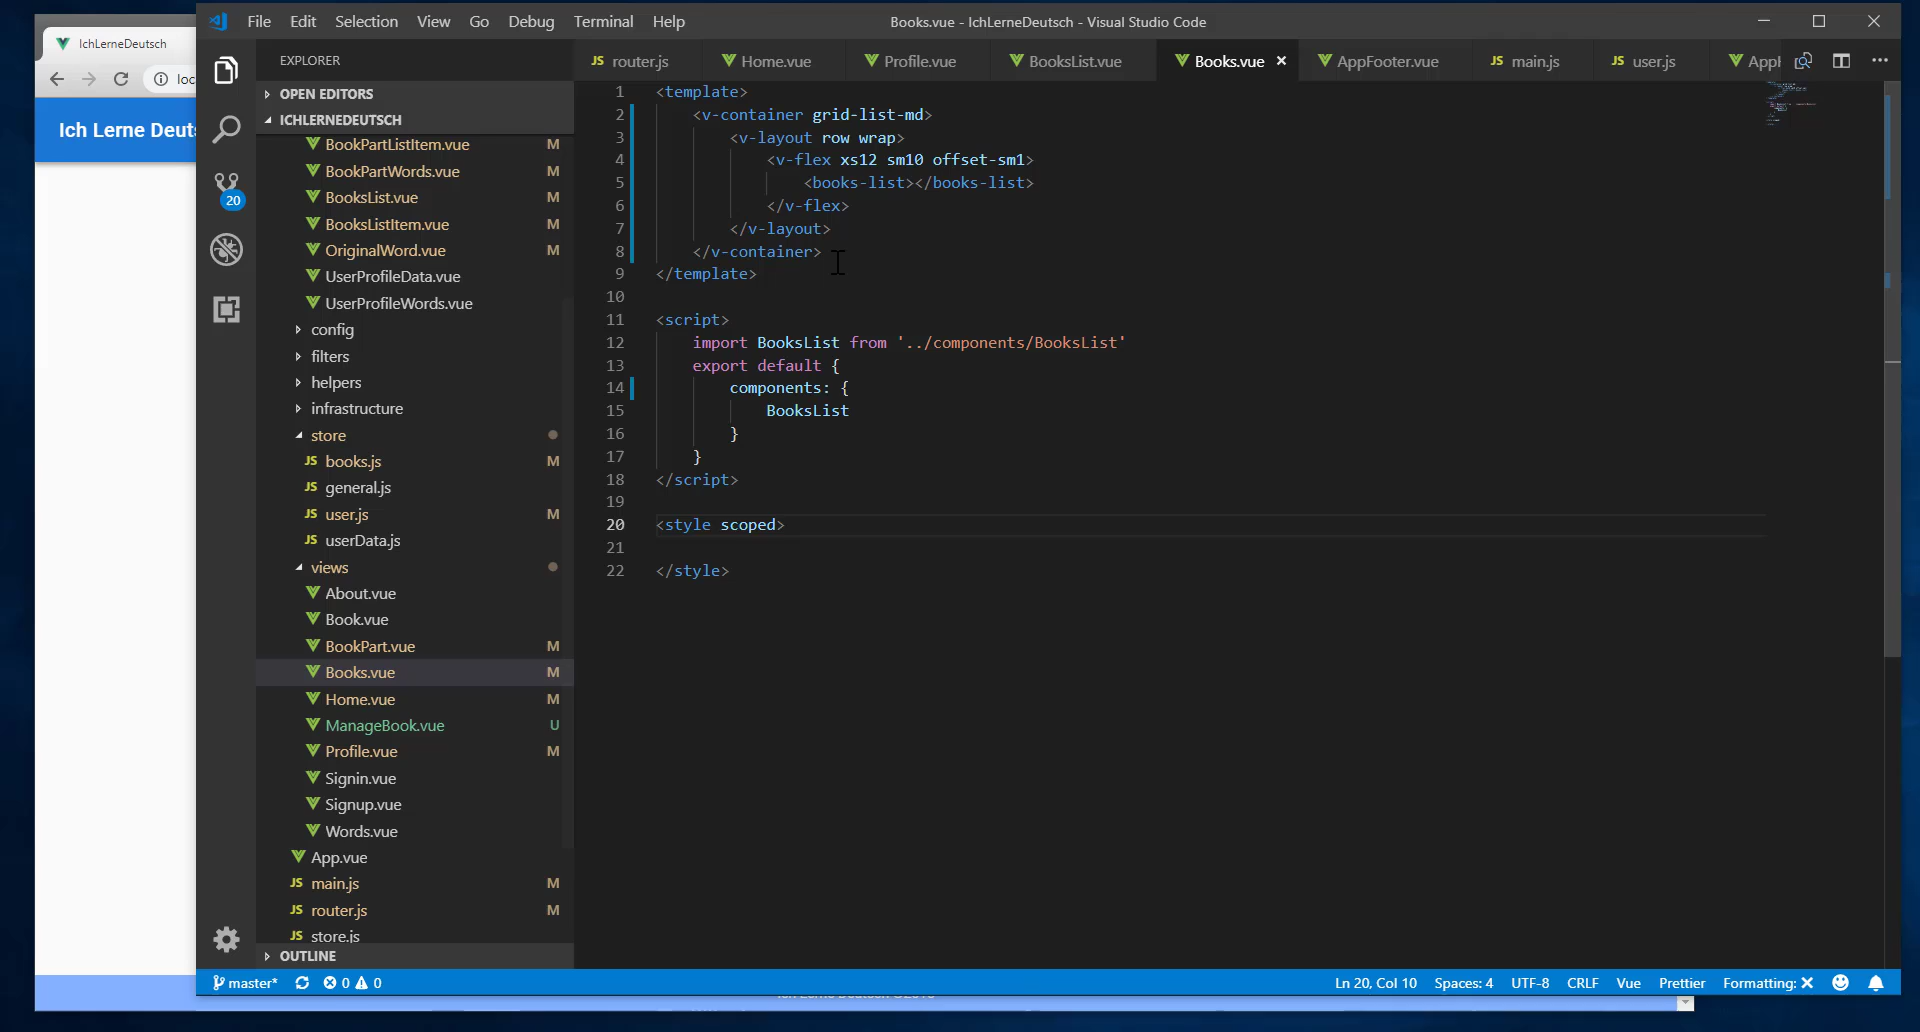 IchLerneDeutsch
loc
Ich Lerne Deuts
File Edit Selection View Go Debug Terminal Help
Books.vue - IchLerneDeutsch - Visual Studio Code
EXPLORER
OPEN EDITORS
ICHLERNEDEUTSCH
BookPartListItem.vue M
BookPartWords.vue M
BooksList.vue M
BooksListItem.vue M
OriginalWord.vue M
UserProfileData.vue
UserProfileWords.vue
config
filters
helpers
infrastructure
store
JS books.js M
JS general.js
JS user.js M
JS userData.js
views
About.vue
Book.vue
BookPart.vue M
Books.vue M
Home.vue M
ManageBook.vue U
Profile.vue M
Signin.vue
Signup.vue
Words.vue
App.vue
JS main.js M
JS router.js M
JS store.js
OUTLINE
20
JS router.js Home.vue Profile.vue BooksList.vue Books.vue × AppFooter.vue JS main.js JS user.js AppH
1 <template>
2 <v-container grid-list-md>
3 <v-layout row wrap>
4 <v-flex xs12 sm10 offset-sm1>
5 <books-list></books-list>
6 </v-flex>
7 </v-layout>
8 </v-container>
9 </template>
10
11 <script>
12 import BooksList from '../components/BooksList'
13 export default {
14 components: {
15 BooksList
16 }
17 }
18 </script>
19
20 <style scoped>
21
22 </style>
master* 0 0 Ln 20, Col 10 Spaces: 4 UTF-8 CRLF Vue Prettier Formatting: ×